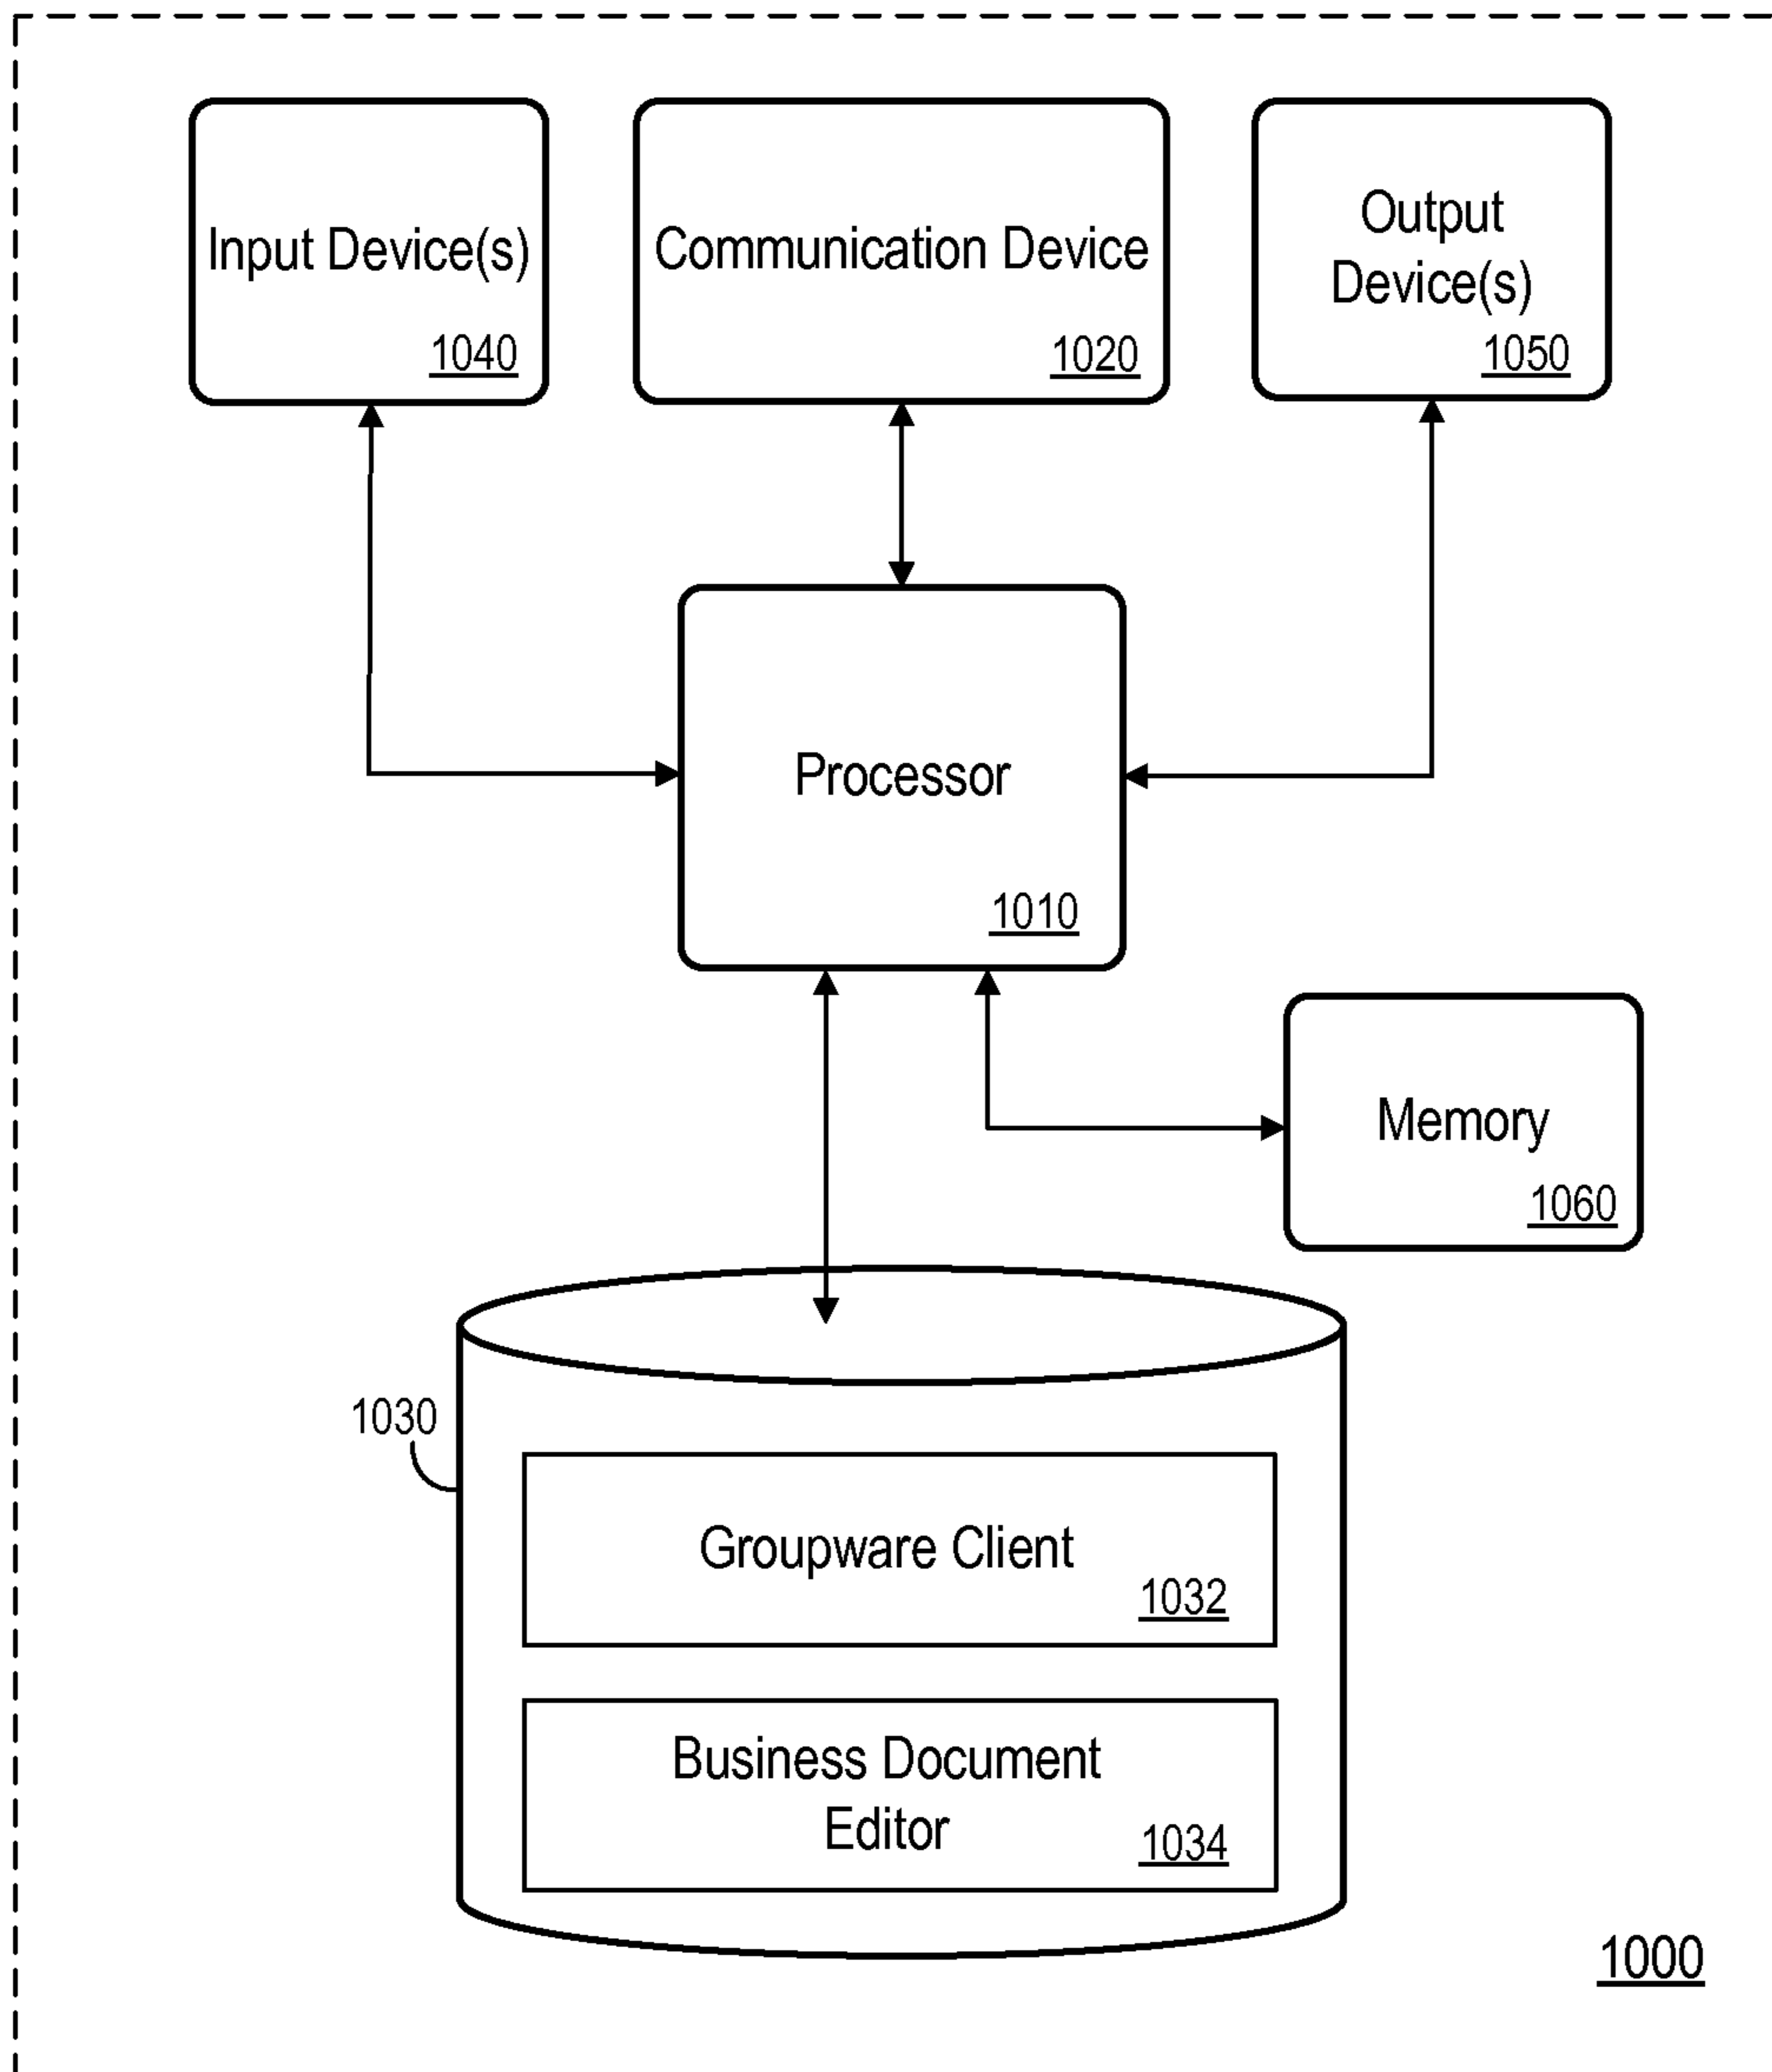 Input Device(s)
1040
Communication Device
1020
Output
Device(s)
1050
Processor
1010
Memory
1060
1030
Groupware Client
1032
Business Document
Editor
1034
1000